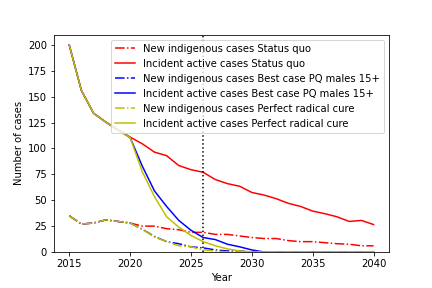 200
175
150
125
100
75
50
25
0
Number of cases
New indigenous cases Status quo
Incident active cases Status quo
New indigenous cases Best case PQ males 15+
Incident active cases Best case PQ males 15+
New indigenous cases Perfect radical cure
Incident active cases Perfect radical cure
2015 2020 2025 2030 2035 2040
Year